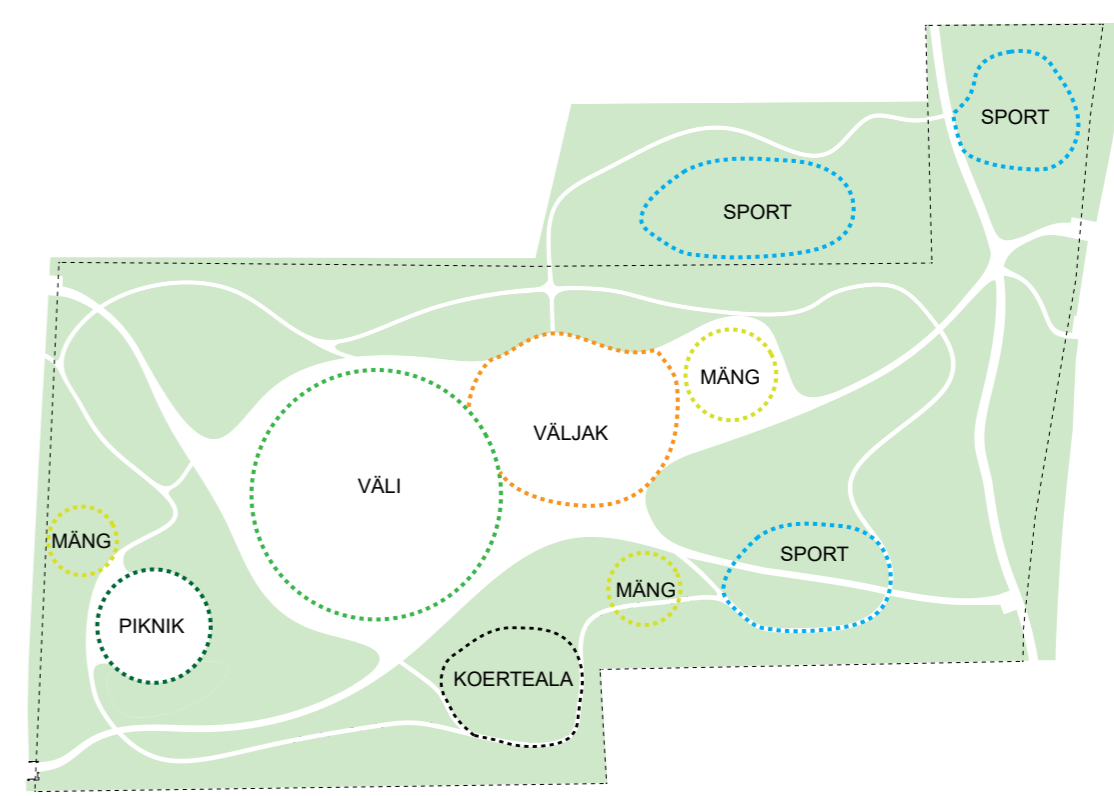 SPORT
SPORT
MÄNG
VÄLJAK
VÄLI
MÄNG
SPORT
MÄNG
PIKNIK
KOERTEALA